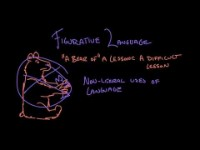 Figurative Language
"A bear of" a lesson: a difficult
lesson
Non-literal uses of
language